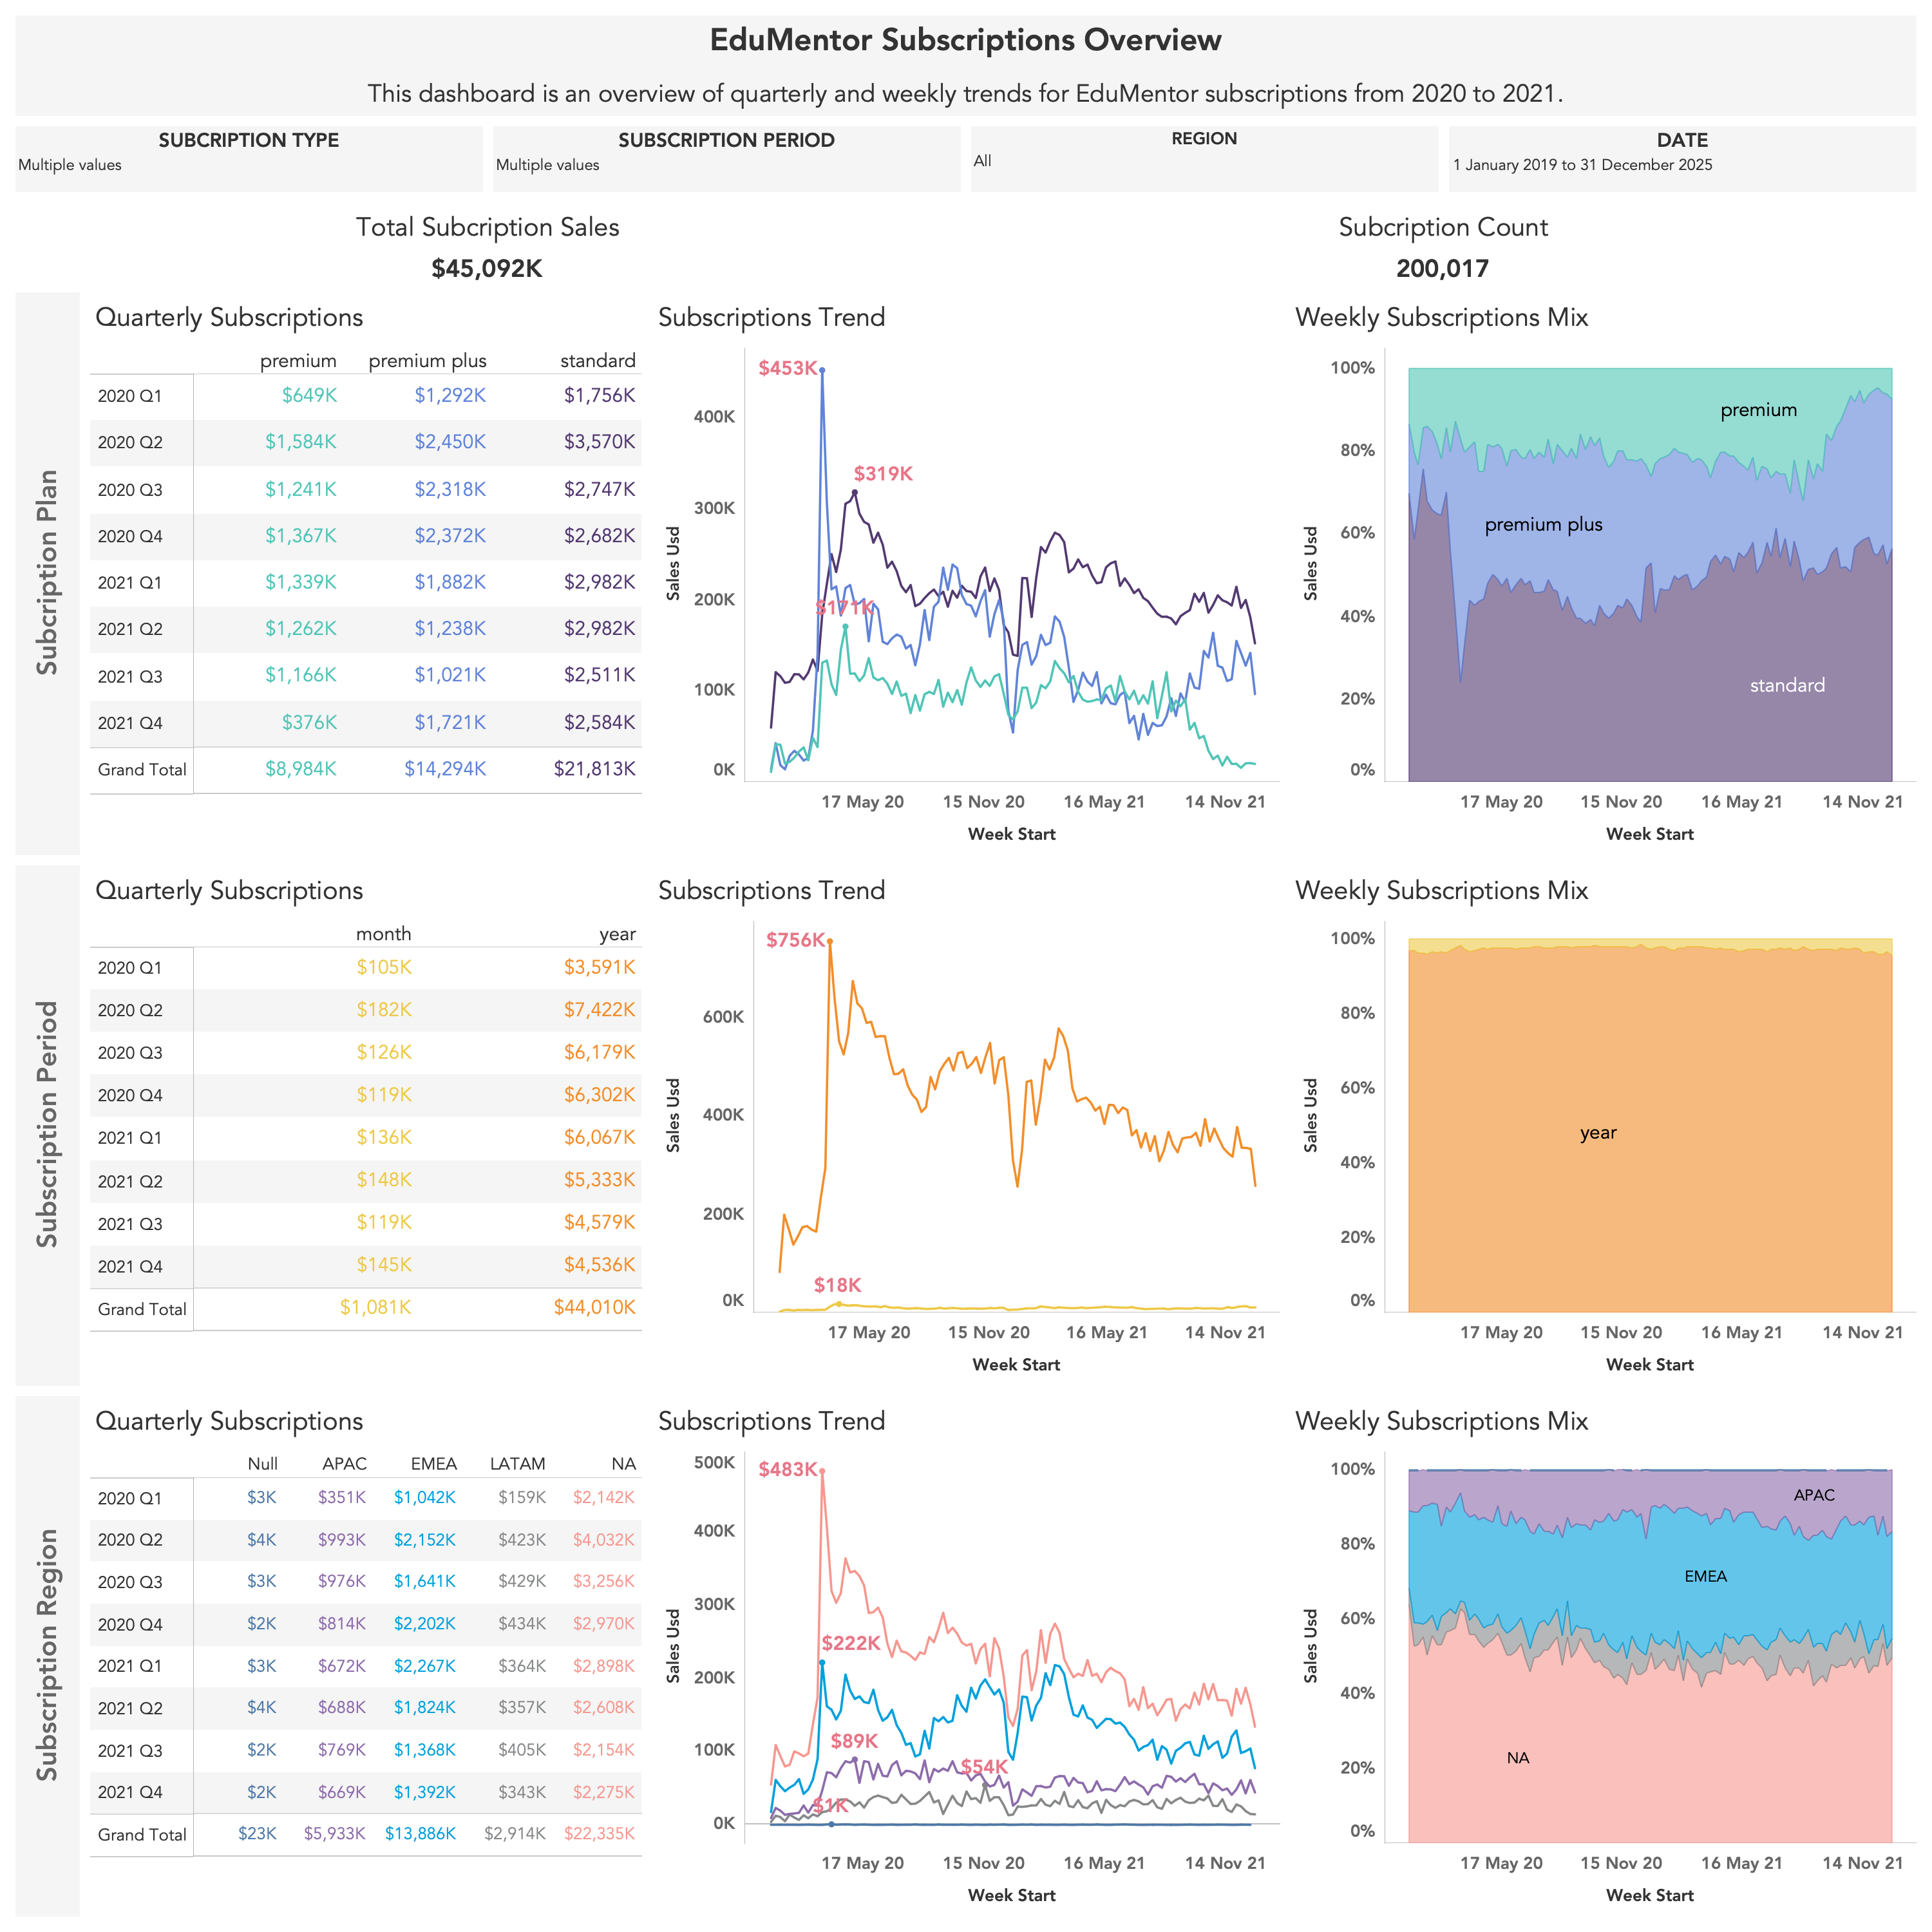 EduMentor Subscriptions Overview
This dashboard is an overview of quarterly and weekly trends for EduMentor subscriptions from 2020 to 2021.
SUBCRIPTION TYPE
Multiple values
SUBSCRIPTION PERIOD
Multiple values
REGION
All
DATE
1 January 2019 to 31 December 2025
Total Subcription Sales
$45,092K
Subcription Count
200,017
Subcription Plan
Quarterly Subscriptions
premium premium plus standard
2020 Q1 $649K $1,292K $1,756K
2020 Q2 $1,584K $2,450K $3,570K
2020 Q3 $1,241K $2,318K $2,747K
2020 Q4 $1,367K $2,372K $2,682K
2021 Q1 $1,339K $1,882K $2,982K
2021 Q2 $1,262K $1,238K $2,982K
2021 Q3 $1,166K $1,021K $2,511K
2021 Q4 $376K $1,721K $2,584K
Grand Total $8,984K $14,294K $21,813K
Subscriptions Trend
Sales Usd
400K
300K
200K
100K
0K
$453K
$319K
$171K
17 May 20 15 Nov 20 16 May 21 14 Nov 21
Week Start
Weekly Subscriptions Mix
Sales Usd
100%
80%
60%
40%
20%
0%
premium
premium plus
standard
17 May 20 15 Nov 20 16 May 21 14 Nov 21
Week Start
Subscription Period
Quarterly Subscriptions
month year
2020 Q1 $105K $3,591K
2020 Q2 $182K $7,422K
2020 Q3 $126K $6,179K
2020 Q4 $119K $6,302K
2021 Q1 $136K $6,067K
2021 Q2 $148K $5,333K
2021 Q3 $119K $4,579K
2021 Q4 $145K $4,536K
Grand Total $1,081K $44,010K
Subscriptions Trend
Sales Usd
600K
400K
200K
0K
$756K
$18K
17 May 20 15 Nov 20 16 May 21 14 Nov 21
Week Start
Weekly Subscriptions Mix
Sales Usd
100%
80%
60%
40%
20%
0%
year
17 May 20 15 Nov 20 16 May 21 14 Nov 21
Week Start
Subscription Region
Quarterly Subscriptions
Null APAC EMEA LATAM NA
2020 Q1 $3K $351K $1,042K $159K $2,142K
2020 Q2 $4K $993K $2,152K $423K $4,032K
2020 Q3 $3K $976K $1,641K $429K $3,256K
2020 Q4 $2K $814K $2,202K $434K $2,970K
2021 Q1 $3K $672K $2,267K $364K $2,898K
2021 Q2 $4K $688K $1,824K $357K $2,608K
2021 Q3 $2K $769K $1,368K $405K $2,154K
2021 Q4 $2K $669K $1,392K $343K $2,275K
Grand Total $23K $5,933K $13,886K $2,914K $22,335K
Subscriptions Trend
Sales Usd
500K
400K
300K
200K
100K
0K
$483K
$222K
$89K
$54K
$1K
17 May 20 15 Nov 20 16 May 21 14 Nov 21
Week Start
Weekly Subscriptions Mix
Sales Usd
100%
80%
60%
40%
20%
0%
APAC
EMEA
NA
17 May 20 15 Nov 20 16 May 21 14 Nov 21
Week Start